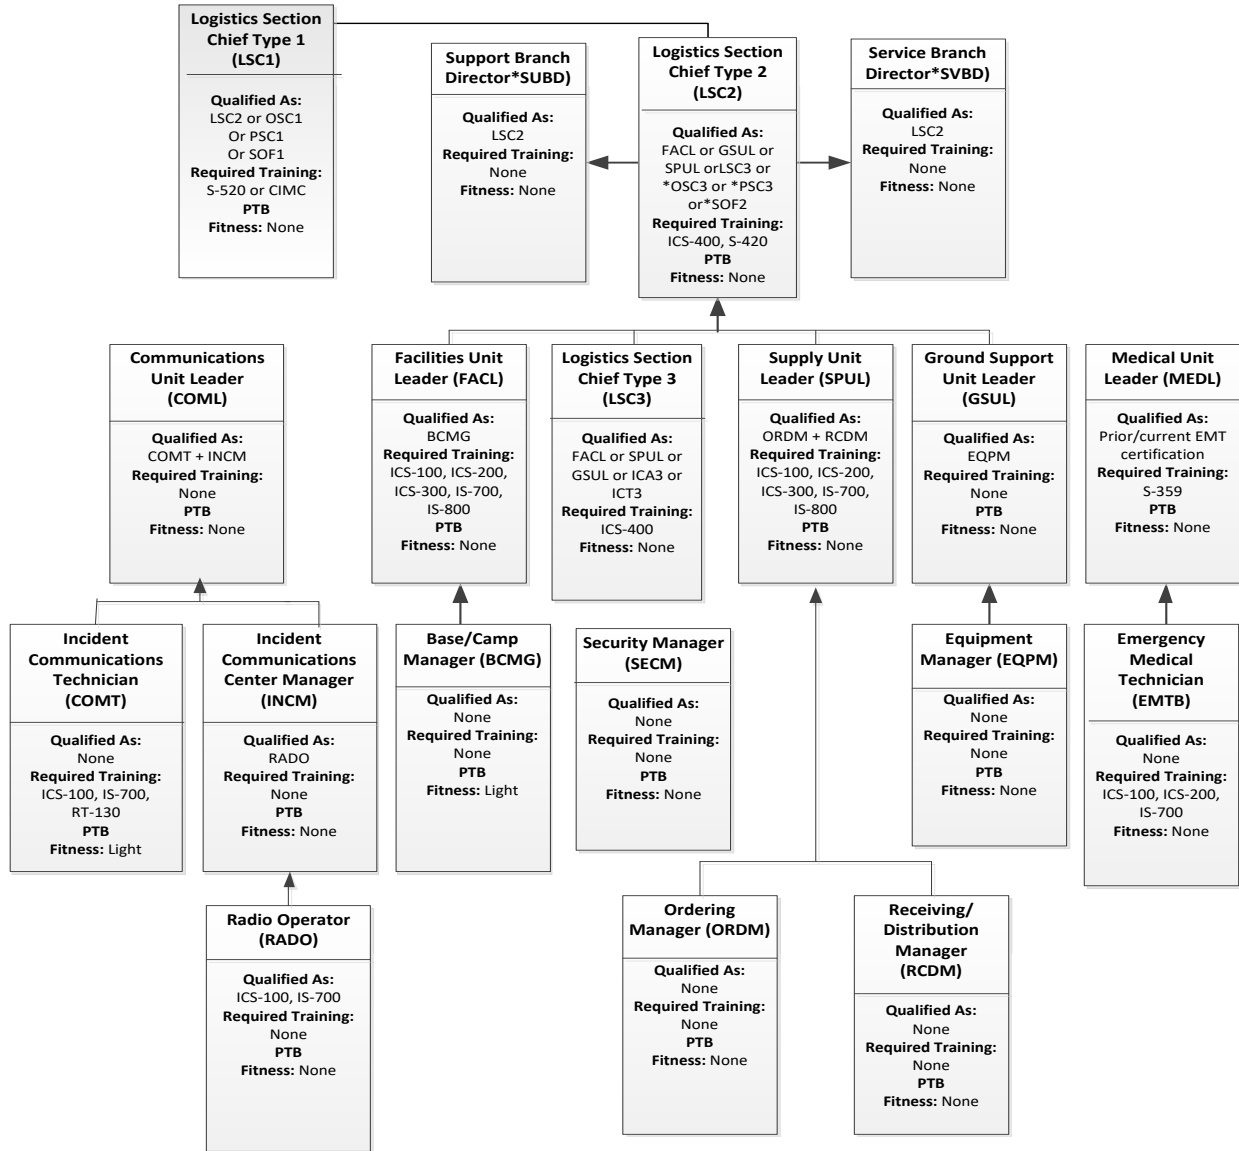 Logistics Section
Chief Type 1
(LSC1)
Qualified As:
LSC2 or OSC1
Or PSC1
Or SOF1
Required Training:
S-520 or CIMC
PTB
Fitness: None
Support Branch
Director*SUBD)
Qualified As:
LSC2
Required Training:
None
Fitness: None
Logistics Section
Chief Type 2
(LSC2)
Qualified As:
FACL or GSUL or
SPUL orLSC3 or
*OSC3 or *PSC3
or*SOF2
Required Training:
ICS-400, S-420
PTB
Fitness: None
Service Branch
Director*SVBD)
Qualified As:
LSC2
Required Training:
None
Fitness: None
Communications
Unit Leader
(COML)
Qualified As:
COMT + INCM
Required Training:
None
PTB
Fitness: None
Facilities Unit
Leader (FACL)
Qualified As:
BCMG
Required Training:
ICS-100, ICS-200,
ICS-300, IS-700,
IS-800
PTB
Fitness: None
Logistics Section
Chief Type 3
(LSC3)
Qualified As:
FACL or SPUL or
GSUL or ICA3 or
ICT3
Required Training:
ICS-400
Fitness: None
Supply Unit
Leader (SPUL)
Qualified As:
ORDM + RCDM
Required Training:
ICS-100, ICS-200,
ICS-300, IS-700,
IS-800
PTB
Fitness: None
Ground Support
Unit Leader
(GSUL)
Qualified As:
EQPM
Required Training:
None
PTB
Fitness: None
Medical Unit
Leader (MEDL)
Qualified As:
Prior/current EMT
certification
Required Training:
S-359
PTB
Fitness: None
Incident
Communications
Technician
(COMT)
Qualified As:
None
Required Training:
ICS-100, IS-700,
RT-130
PTB
Fitness: Light
Incident
Communications
Center Manager
(INCM)
Qualified As:
RADO
Required Training:
None
PTB
Fitness: None
Base/Camp
Manager (BCMG)
Qualified As:
None
Required Training:
None
PTB
Fitness: Light
Security Manager
(SECM)
Qualified As:
None
Required Training:
None
PTB
Fitness: None
Equipment
Manager (EQPM)
Qualified As:
None
Required Training:
None
PTB
Fitness: None
Emergency
Medical
Technician
(EMTB)
Qualified As:
None
Required Training:
ICS-100, ICS-200,
IS-700
Fitness: None
Radio Operator
(RADO)
Qualified As:
ICS-100, IS-700
Required Training:
None
PTB
Fitness: None
Ordering
Manager (ORDM)
Qualified As:
None
Required Training:
None
PTB
Fitness: None
Receiving/
Distribution
Manager
(RCDM)
Qualified As:
None
Required Training:
None
PTB
Fitness: None